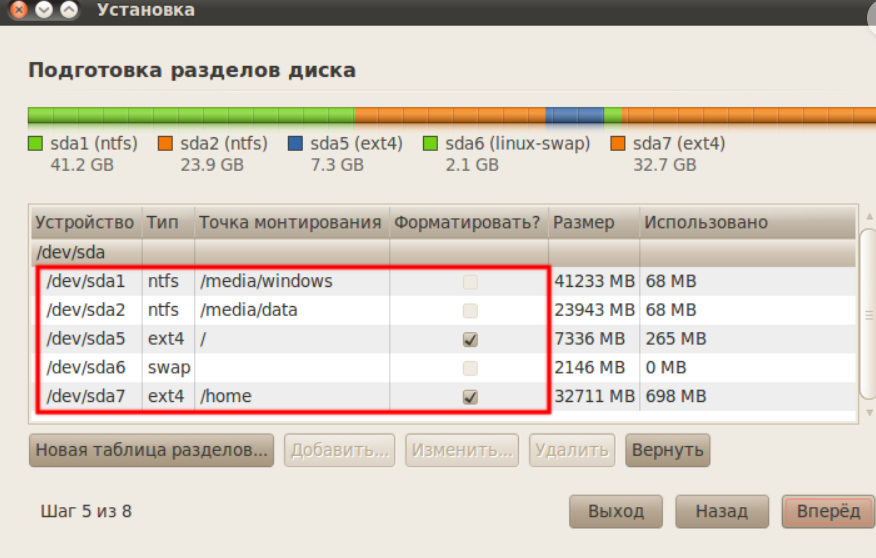 Установка
Подготовка разделов диска
sda1 (ntfs) sda2 (ntfs) sda5 (ext4) sda6 (linux-swap) sda7 (ext4)
41.2 GB 23.9 GB 7.3 GB 2.1 GB 32.7 GB
Устройство Тип Точка монтирования Форматировать? Размер Использовано
/dev/sda
/dev/sda1 ntfs /media/windows 41233 MB 68 MB
/dev/sda2 ntfs /media/data 23943 MB 68 MB
/dev/sda5 ext4 / 7336 MB 265 MB
/dev/sda6 swap 2146 MB 0 MB
/dev/sda7 ext4 /home 32711 MB 698 MB
Новая таблица разделов... Добавить... Изменить... Удалить Вернуть
Шаг 5 из 8 Выход Назад Вперёд